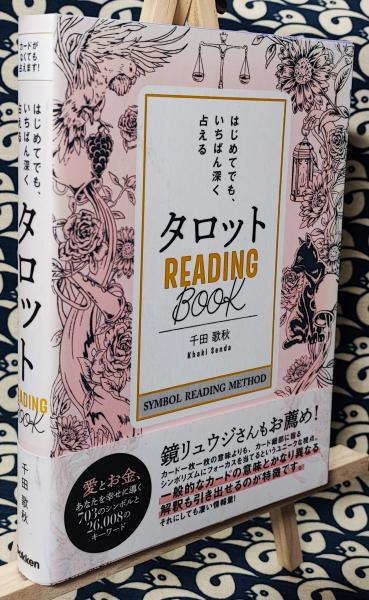 カードが
なくても
占えます!
はじめてでも、
いちばん深く
占える
タロット
READING
BOOK
千田 歌秋
Gakken
はじめてでも、
いちばん深く
占える
タロット
READING
BOOK
千田 歌秋
Khaki Senda
SYMBOL READING METHOD
愛とお金、
あなたを幸せに導く
703のシンボルと
26,008の
キーワード
鏡リュウジさんもお薦め!
カード一枚一枚の意味よりも、カード細部に宿る
シンボリズムにフォーカスを当てるというユニークな視点。
一般的なカードの意味とかなり異なる
解釈も引き出せるのが特徴です。
それにしても凄い情報量!